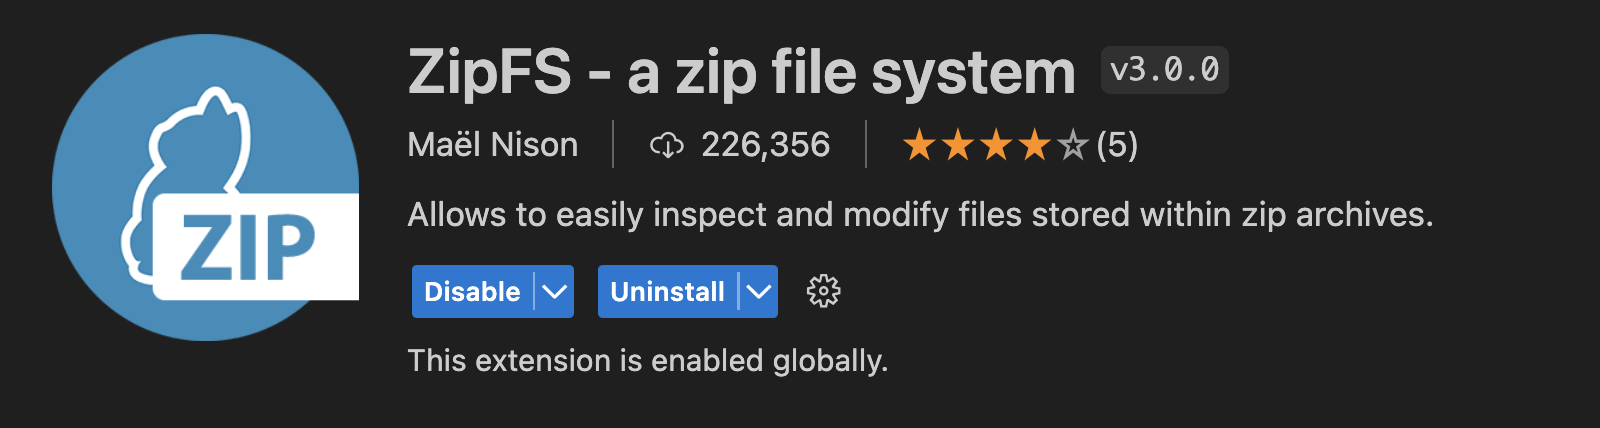 ZIP
ZipFS - a zip file system v3.0.0
Maël Nison 226,356 (5)
Allows to easily inspect and modify files stored within zip archives.
Disable Uninstall
This extension is enabled globally.